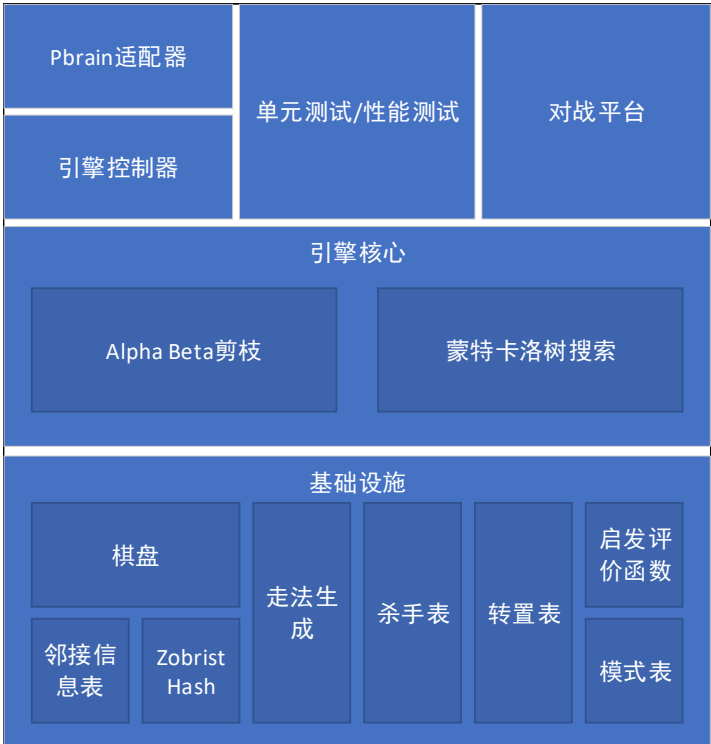 Pbrain适配器
引擎控制器
单元测试/性能测试
对战平台
引擎核心
Alpha Beta剪枝
蒙特卡洛树搜索
基础设施
棋盘
邻接信
息表
Zobrist
Hash
走法生
成
杀手表
转置表
启发评
价函数
模式表